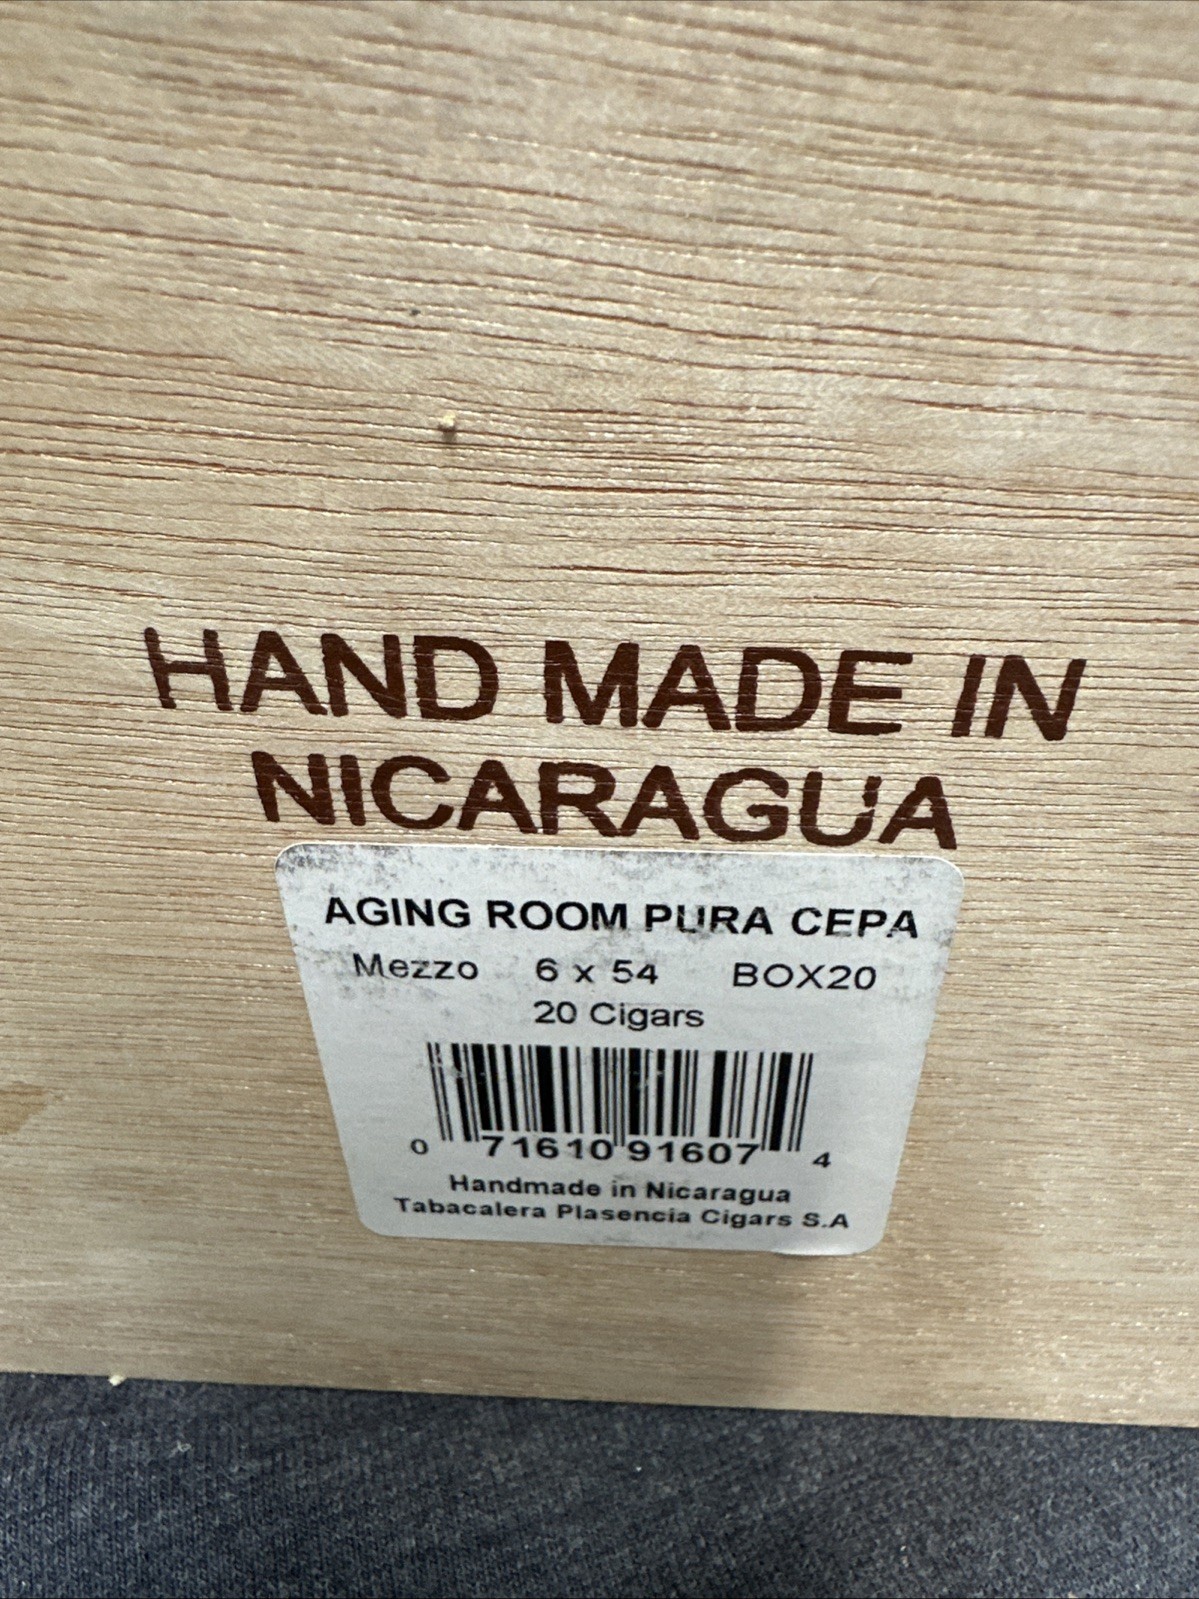 HAND MADE IN
NICARAGUA
AGING ROOM PURA CEPA
Mezzo 6 x 54 BOX20
20 Cigars
0 71610 91607 4
Handmade in Nicaragua
Tabacalera Plasencia Cigars S.A